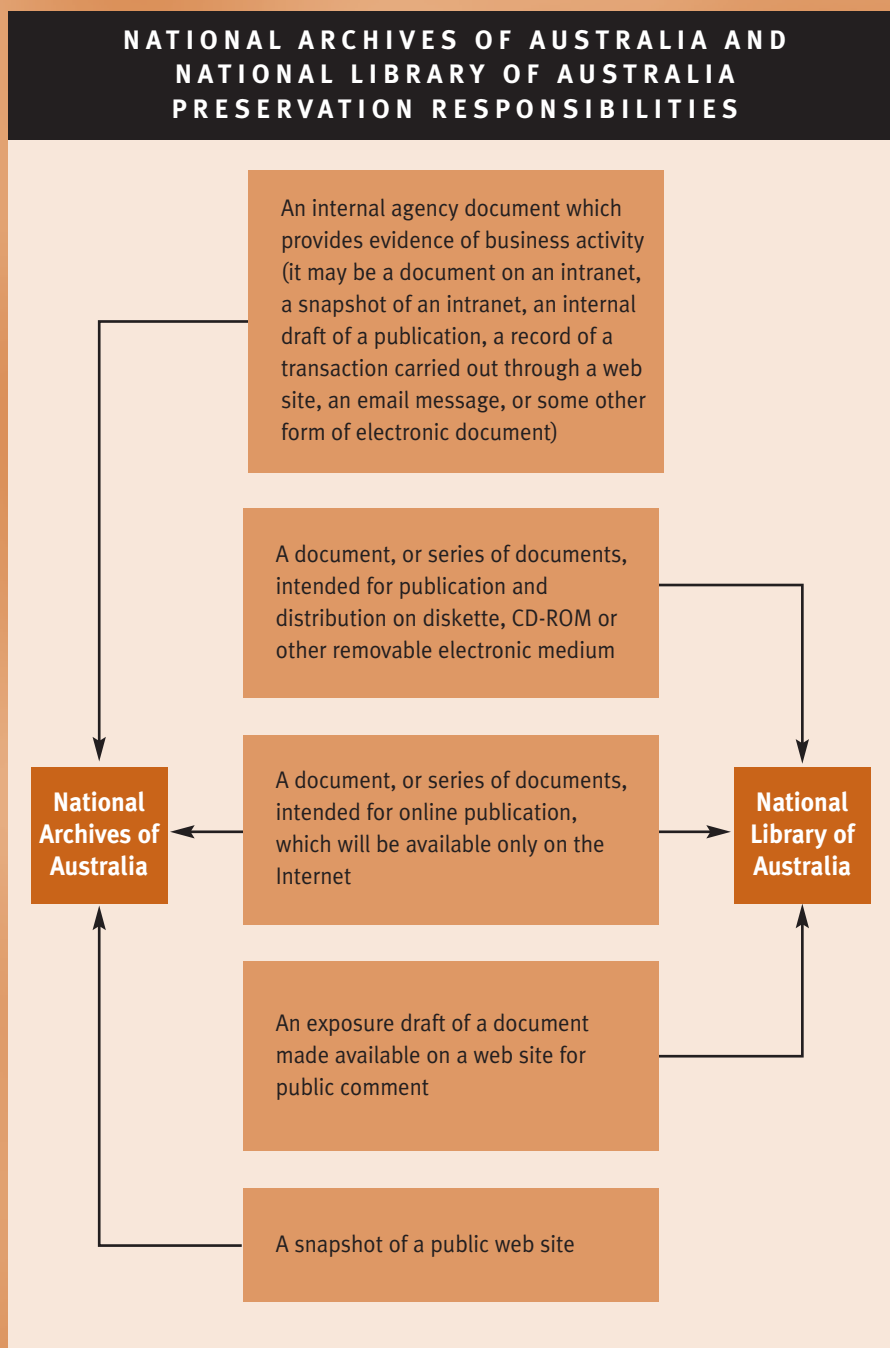 NATIONAL ARCHIVES OF AUSTRALIA AND
NATIONAL LIBRARY OF AUSTRALIA
PRESERVATION RESPONSIBILITIES
An internal agency document which
provides evidence of business activity
(it may be a document on an intranet,
a snapshot of an intranet, an internal
draft of a publication, a record of a
transaction carried out through a web
site, an email message, or some other
form of electronic document)
A document, or series of documents,
intended for publication and
distribution on diskette, CD-ROM or
other removable electronic medium
National
Archives of
Australia
A document, or series of documents,
intended for online publication,
which will be available only on the
Internet
National
Library of
Australia
An exposure draft of a document
made available on a web site for
public comment
A snapshot of a public web site